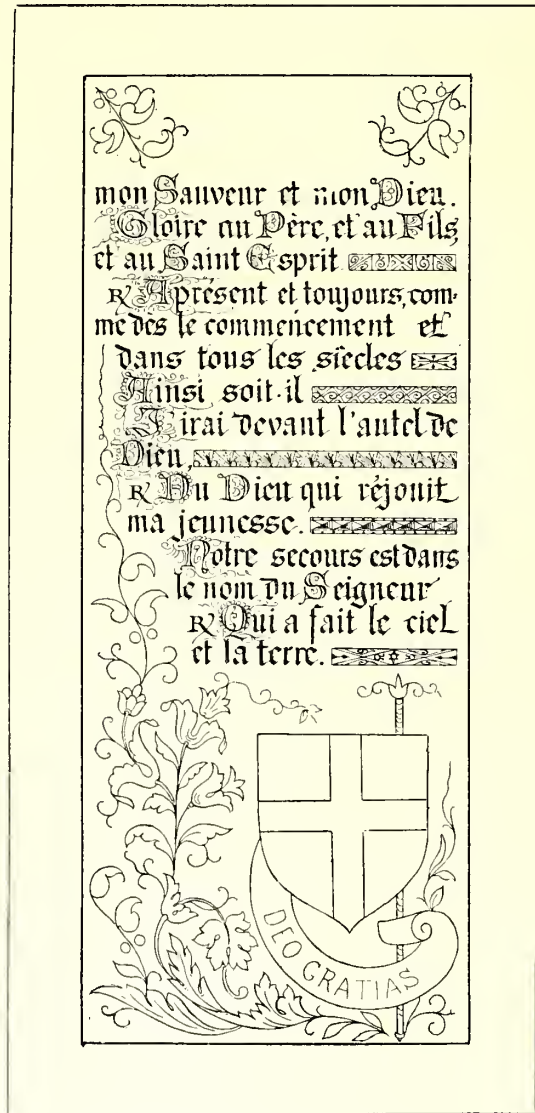 mon Sauveur et mon Dieu.
Gloire au Père, et au Fils,
et au Saint Esprit
℟ A présent et toujours, com-
me dès le commencement et
dans tous les siècles
Ainsi soit-il
J'irai devant l'autel de
Dieu,
℟ Du Dieu qui réjouit
ma jeunesse.
Notre secours est dans
le nom du Seigneur
℟ Qui a fait le ciel
et la terre.
DEO GRATIAS